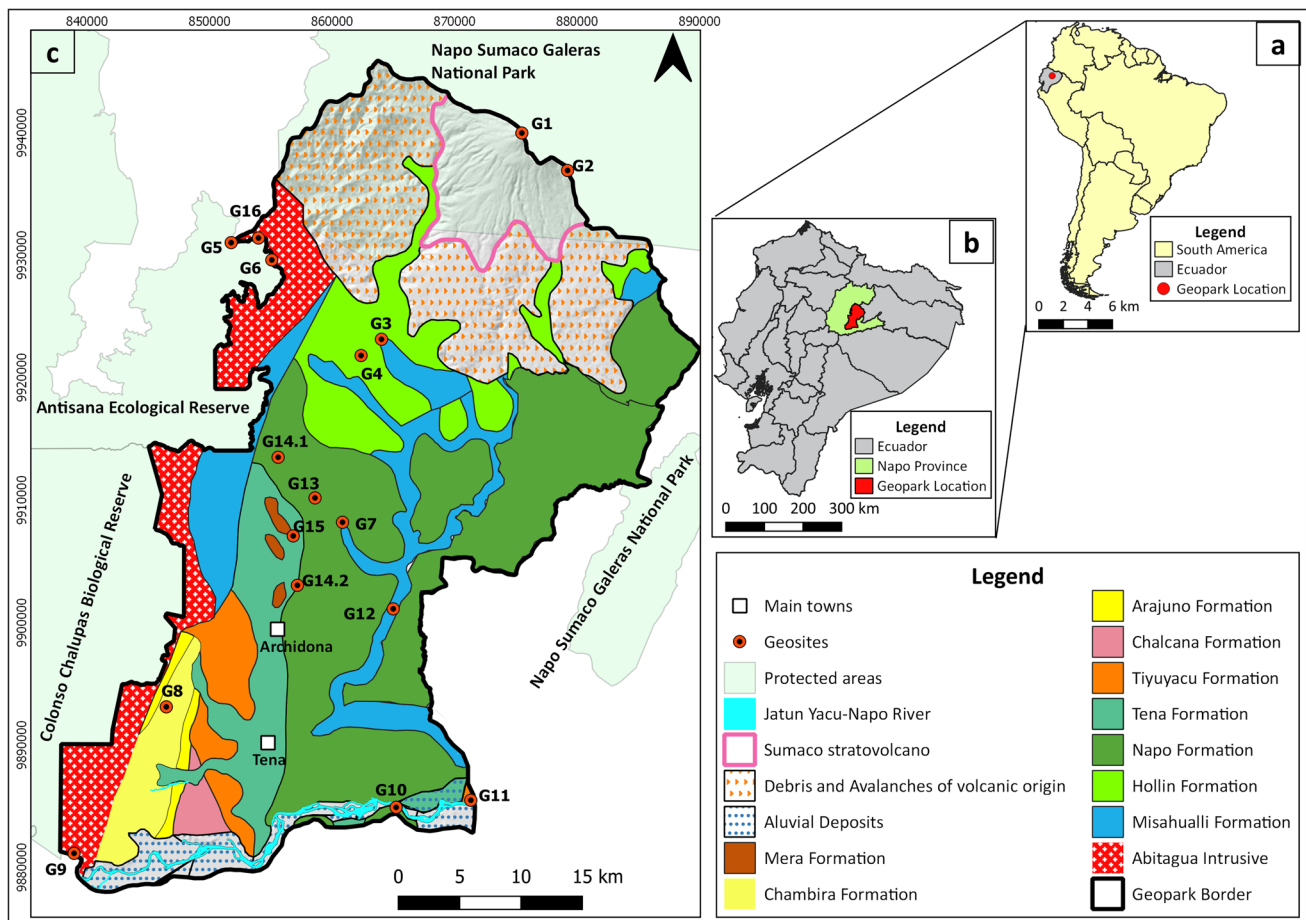 840000
850000
860000
870000
880000
890000
c
Napo Sumaco Galeras
National Park
9940000
9930000
9920000
9910000
9900000
9890000
9880000
G1
G2
G16
G5
G6
G3
G4
Antisana Ecological Reserve
G14.1
G13
G7
G15
G14.2
G12
Archidona
Colonso Chalupas Biological Reserve
Napo Sumaco Galeras National Park
G8
Tena
G10
G11
G9
0 5 10 15 km
a
Legend
South America
Ecuador
Geopark Location
0 2 4 6 km
b
Legend
Ecuador
Napo Province
Geopark Location
0 100 200 300 km
Legend
Main towns
Geosites
Protected areas
Jatun Yacu-Napo River
Sumaco stratovolcano
Debris and Avalanches of volcanic origin
Aluvial Deposits
Mera Formation
Chambira Formation
Arajuno Formation
Chalcana Formation
Tiyuyacu Formation
Tena Formation
Napo Formation
Hollin Formation
Misahualli Formation
Abitagua Intrusive
Geopark Border